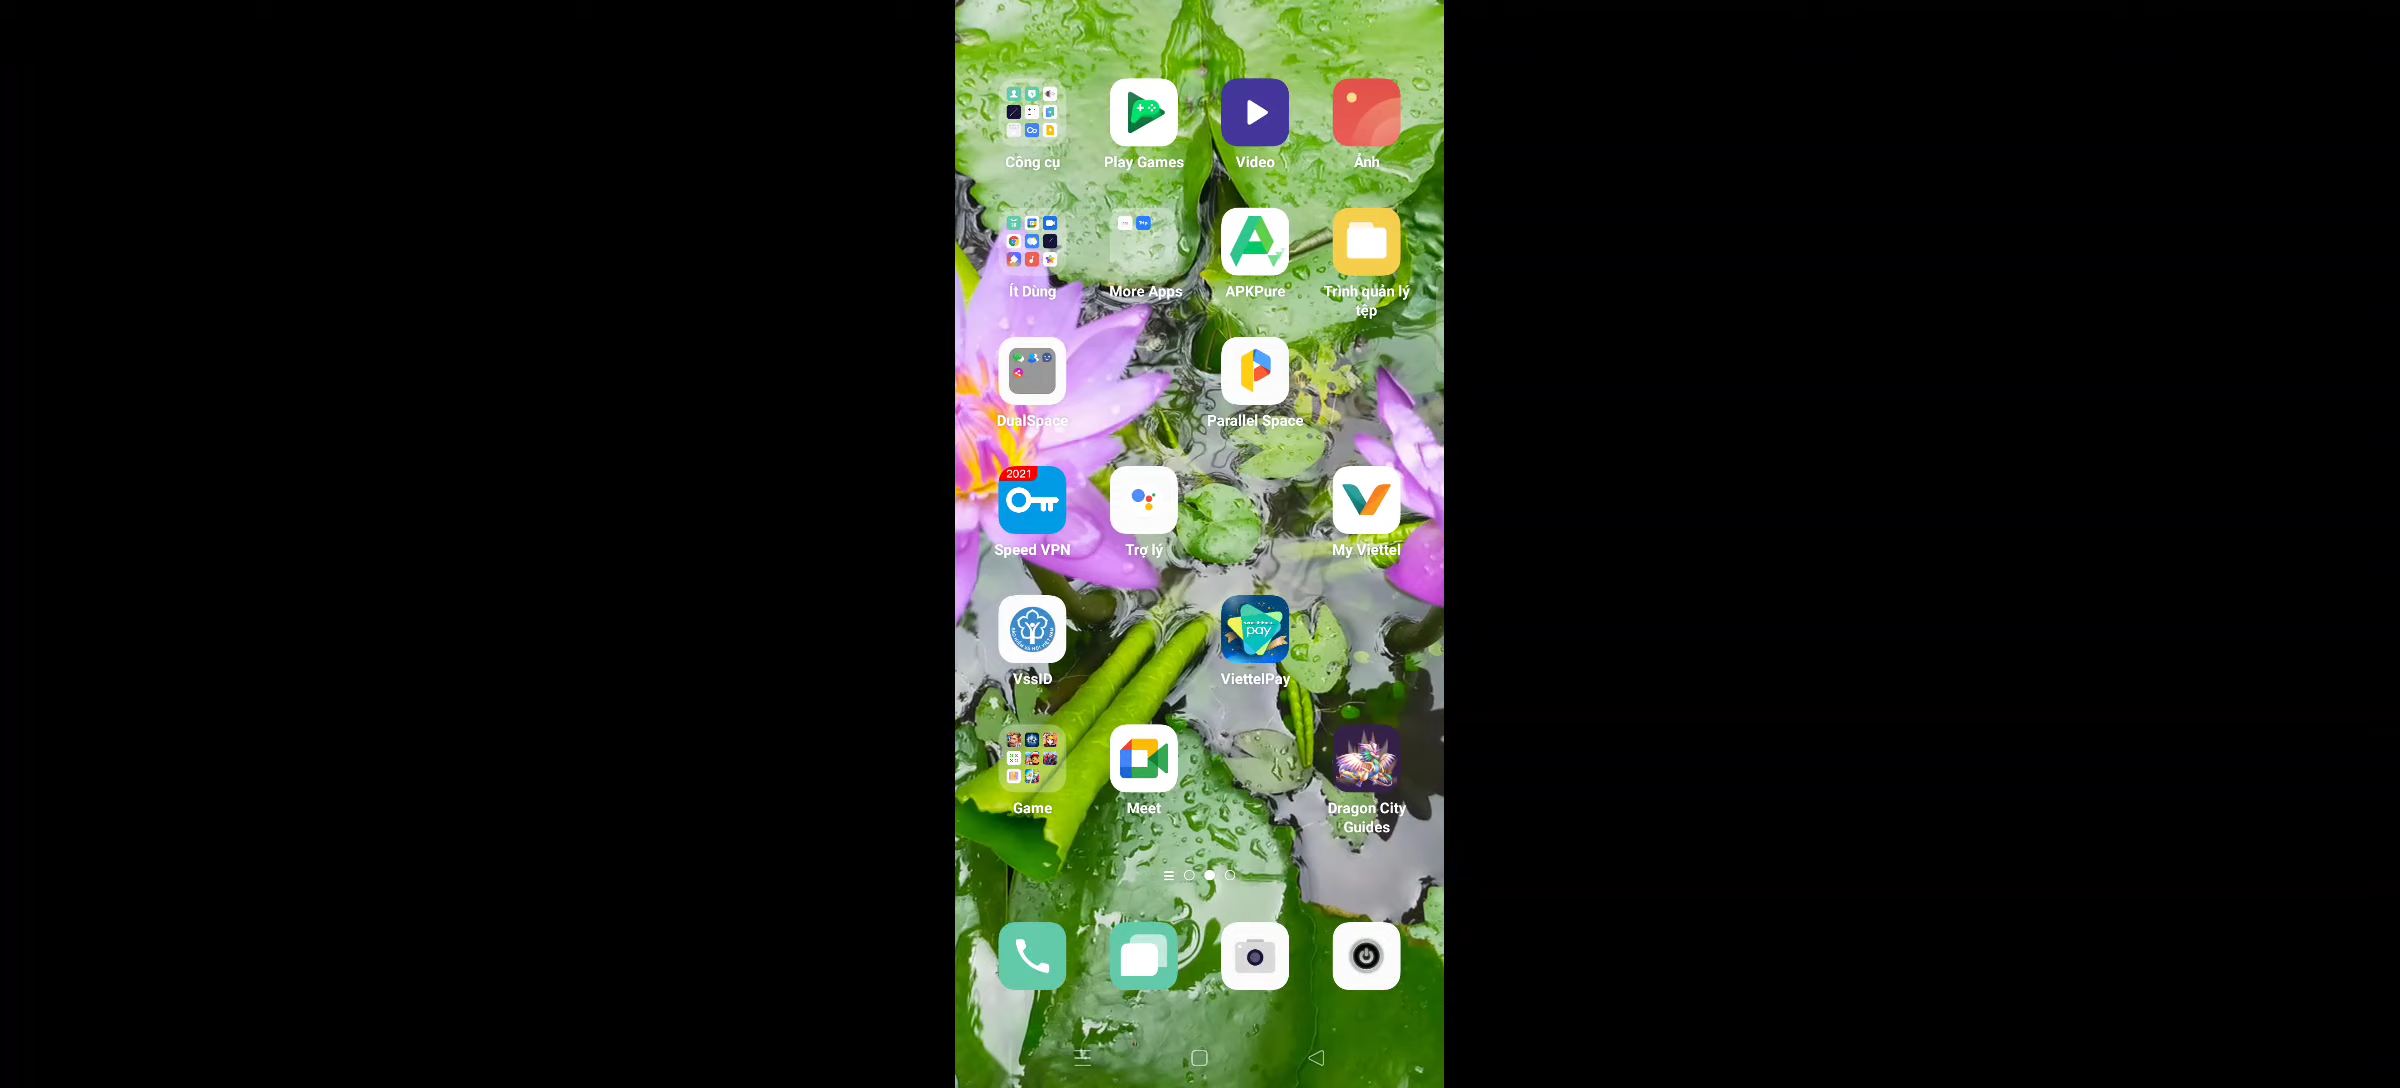 Công cụ
Play Games
Video
Ảnh
Ít Dùng
More Apps
APKPure
Trình quản lý
tệp
DualSpace
Parallel Space
2021
Speed VPN
Trợ lý
My Viettel
VssID
pay
ViettelPay
Game
Meet
Dragon City
Guides